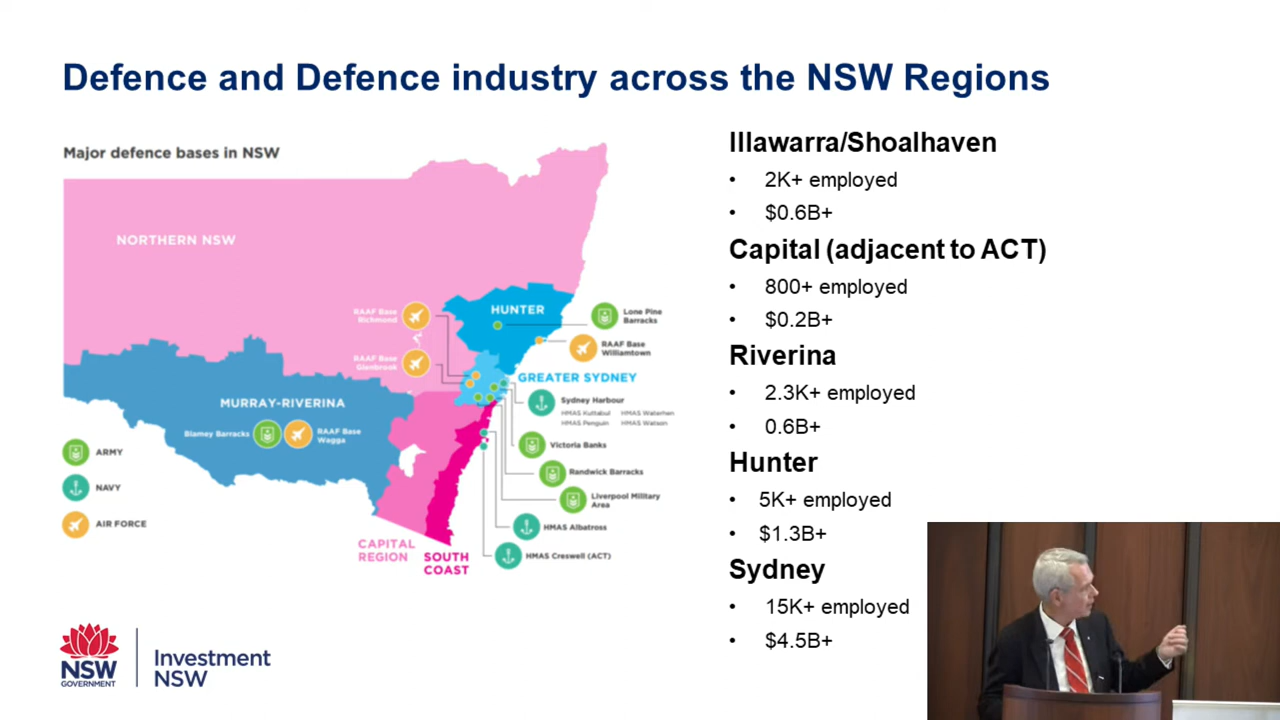 Defence and Defence industry across the NSW Regions
Major defence bases in NSW
NORTHERN NSW
RAAF Base
Richmond
HUNTER
Lone Pine
Barracks
RAAF Base
Williamtown
RAAF Base
Glenbrook
GREATER SYDNEY
Sydney Harbour
HMAS Kuttabul HMAS Waterhen
HMAS Penguin HMAS Watson
MURRAY-RIVERINA
Blamey Barracks
RAAF Base
Wagga
Victoria Banks
Randwick Barracks
Liverpool Military
Area
HMAS Albatross
HMAS Creswell (ACT)
ARMY
NAVY
AIR FORCE
CAPITAL
REGION
SOUTH
COAST
Illawarra/Shoalhaven
• 2K+ employed
• $0.6B+
Capital (adjacent to ACT)
• 800+ employed
• $0.2B+
Riverina
• 2.3K+ employed
• 0.6B+
Hunter
• 5K+ employed
• $1.3B+
Sydney
• 15K+ employed
• $4.5B+
NSW
GOVERNMENT
Investment
NSW